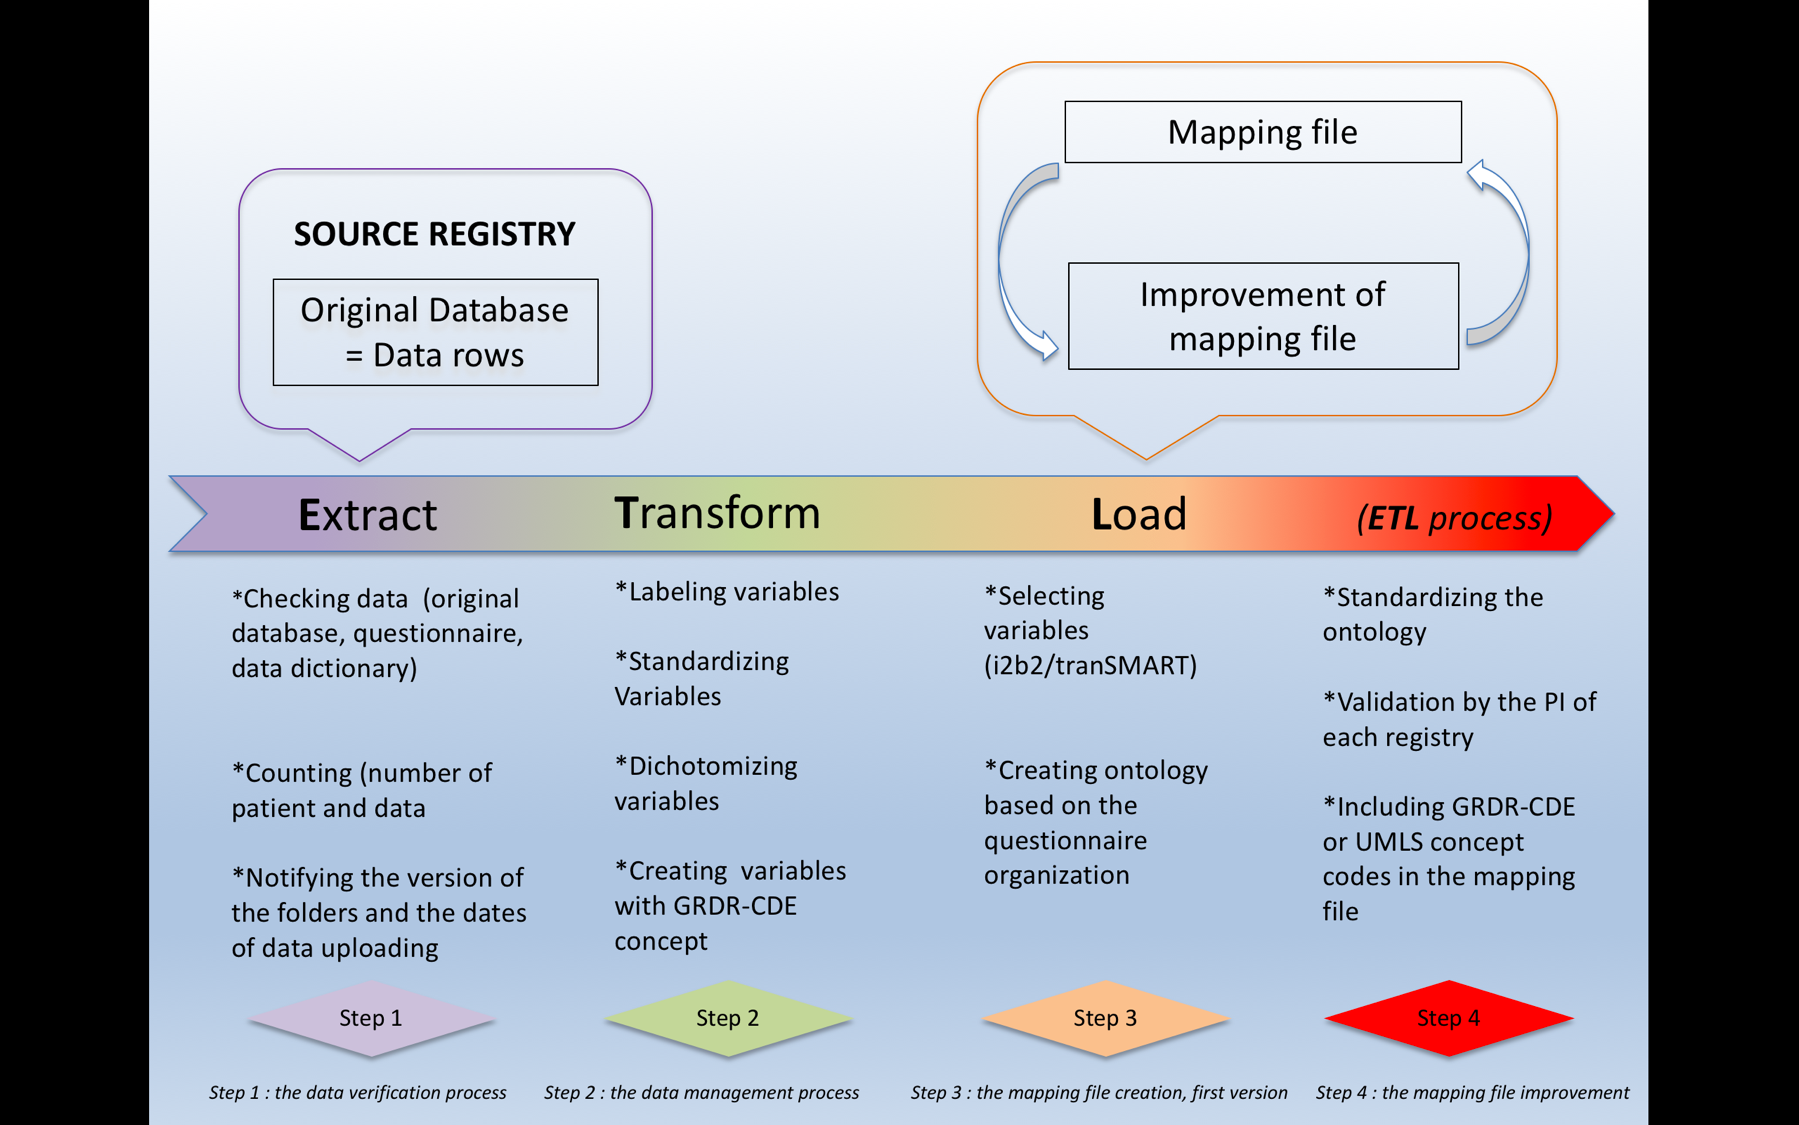 Mapping file
SOURCE REGISTRY
Original Database
= Data rows
Improvement of
mapping file
Extract
Transform
Load
(ETL process)
*Checking data  (original
database, questionnaire,
data dictionary)
*Counting (number of
patient and data
*Notifying the version of
the folders and the dates
of data uploading
*Labeling variables
*Standardizing
Variables
*Dichotomizing
variables
*Creating  variables
with GRDR-CDE
concept
*Selecting
variables
(i2b2/tranSMART)
*Creating ontology
based on the
questionnaire
organization
*Standardizing the
ontology
*Validation by the PI of
each registry
*Including GRDR-CDE
or UMLS concept
codes in the mapping
file
Step 1
Step 2
Step 3
Step 4
Step 1 : the data verification process
Step 2 : the data management process
Step 3 : the mapping file creation, first version
Step 4 : the mapping file improvement